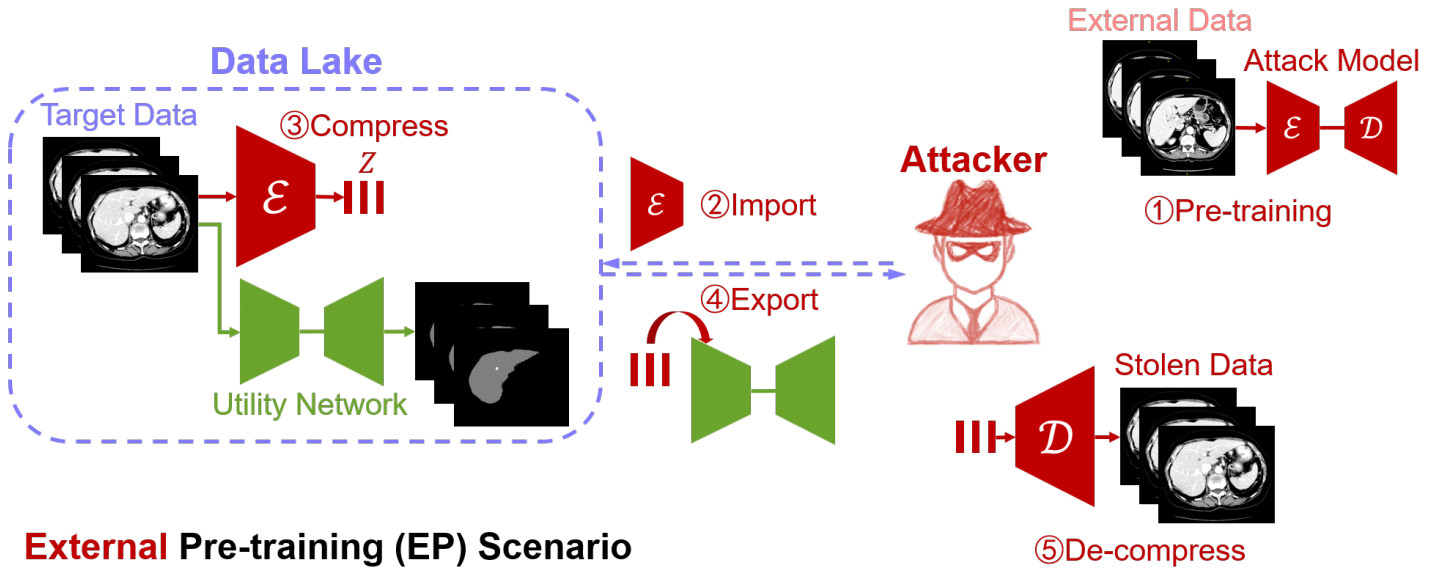 External Data
Data Lake
Attack Model
Target Data
③Compress
ℰ
𝒟
Z
Attacker
ℰ
ℰ
②Import
①Pre-training
④Export
Stolen Data
Utility Network
𝒟
External Pre-training (EP) Scenario
⑤De-compress